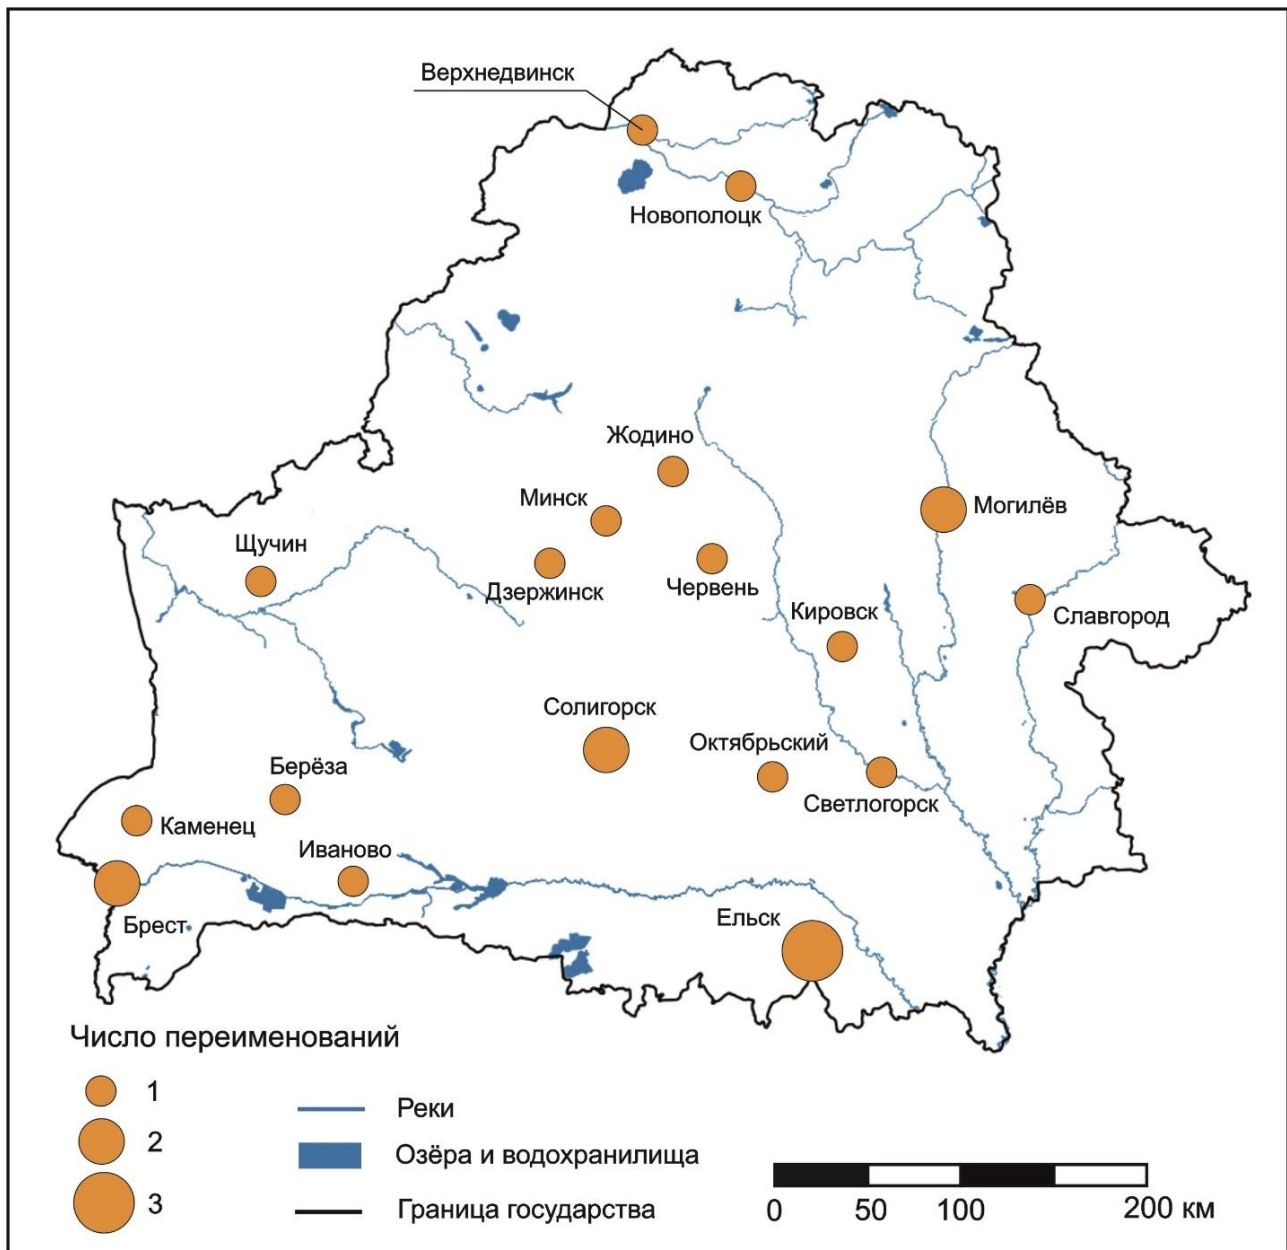 Верхнедвинск
Новополоцк
Жодино
Минск
Могилёв
Щучин
Дзержинск
Червень
Кировск
Славгород
Солигорск
Октябрьский
Берёза
Светлогорск
Каменец
Иваново
Ельск
Брест
Число переименований
1
2
3
Реки
Озёра и водохранилища
Граница государства
0 50 100 200 км